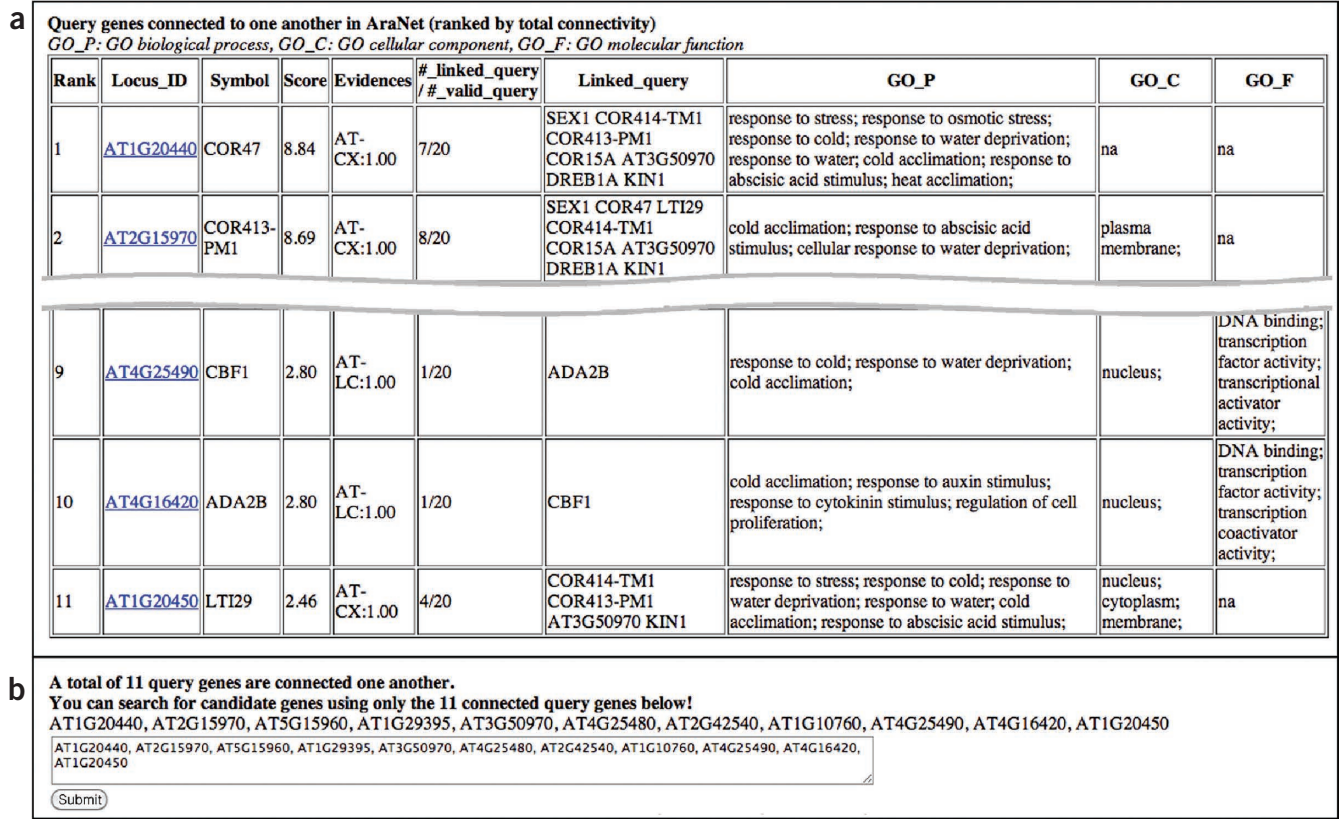 a
Query genes connected to one another in AraNet (ranked by total connectivity)
GO_P: GO biological process, GO_C: GO cellular component, GO_F: GO molecular function
Rank Locus_ID Symbol Score Evidences #_linked_query / #_valid_query Linked_query GO_P GO_C GO_F
1 AT1G20440 COR47 8.84 AT-CX:1.00 7/20
SEX1 COR414-TM1
COR413-PM1
COR15A AT3G50970
DREB1A KIN1
response to stress; response to osmotic stress;
response to cold; response to water deprivation;
response to water; cold acclimation; response to
abscisic acid stimulus; heat acclimation;
na
na
2 AT2G15970 COR413-PM1 8.69 AT-CX:1.00 8/20
SEX1 COR47 LTI29
COR414-TM1
COR15A AT3G50970
DREB1A KIN1
cold acclimation; response to abscisic acid
stimulus; cellular response to water deprivation;
plasma
membrane;
na
9 AT4G25490 CBF1 2.80 AT-LC:1.00 1/20
ADA2B
response to cold; response to water deprivation;
cold acclimation;
nucleus;
DNA binding;
transcription
factor activity;
transcriptional
activator
activity;
10 AT4G16420 ADA2B 2.80 AT-LC:1.00 1/20
CBF1
cold acclimation; response to auxin stimulus;
response to cytokinin stimulus; regulation of cell
proliferation;
nucleus;
DNA binding;
transcription
factor activity;
transcription
coactivator
activity;
11 AT1G20450 LTI29 2.46 AT-CX:1.00 4/20
COR414-TM1
COR413-PM1
AT3G50970 KIN1
response to stress; response to cold; response to
water deprivation; response to water; cold
acclimation; response to abscisic acid stimulus;
nucleus;
cytoplasm;
membrane;
na
b
A total of 11 query genes are connected one another.
You can search for candidate genes using only the 11 connected query genes below!
AT1G20440, AT2G15970, AT5G15960, AT1G29395, AT3G50970, AT4G25480, AT2G42540, AT1G10760, AT4G25490, AT4G16420, AT1G20450
AT1G20440, AT2G15970, AT5G15960, AT1G29395, AT3G50970, AT4G25480, AT2G42540, AT1G10760, AT4G25490, AT4G16420,
AT1G20450
Submit